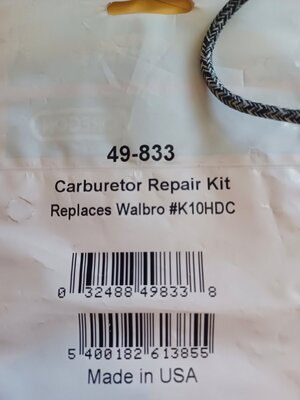 49-833
Carburetor Repair Kit
Replaces Walbro #K10HDC
0 32488 49833 8
5 400182 613855
Made in USA